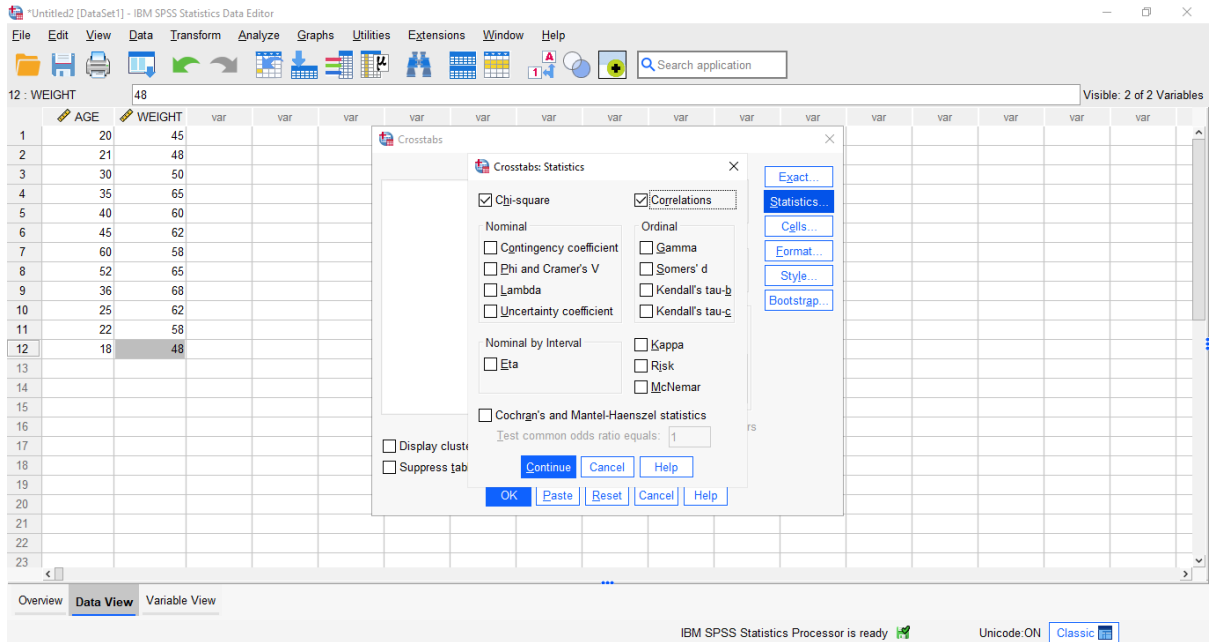 *Untitled2 [DataSet1] - IBM SPSS Statistics Data Editor
File Edit View Data Transform Analyze Graphs Utilities Extensions Window Help
Search application
12 : WEIGHT 48 Visible: 2 of 2 Variables
AGE WEIGHT var var var var var var var var var var var var var var var
1 20 45
2 21 48
3 30 50
4 35 65
5 40 60
6 45 62
7 60 58
8 52 65
9 36 68
10 25 62
11 22 58
12 18 48
13
14
15
16
17
18
19
20
21
22
23
Crosstabs
Crosstabs: Statistics
Chi-square Correlations
Nominal Ordinal
Contingency coefficient Gamma
Phi and Cramer's V Somers' d
Lambda Kendall's tau-b
Uncertainty coefficient Kendall's tau-c
Nominal by Interval Kappa
Eta Risk
McNemar
Cochran's and Mantel-Haenszel statistics
Test common odds ratio equals: 1
Continue Cancel Help
Exact...
Statistics...
Cells...
Format...
Style...
Bootstrap...
rs
Display cluste
Suppress tab
OK Paste Reset Cancel Help
Overview Data View Variable View
IBM SPSS Statistics Processor is ready Unicode:ON Classic